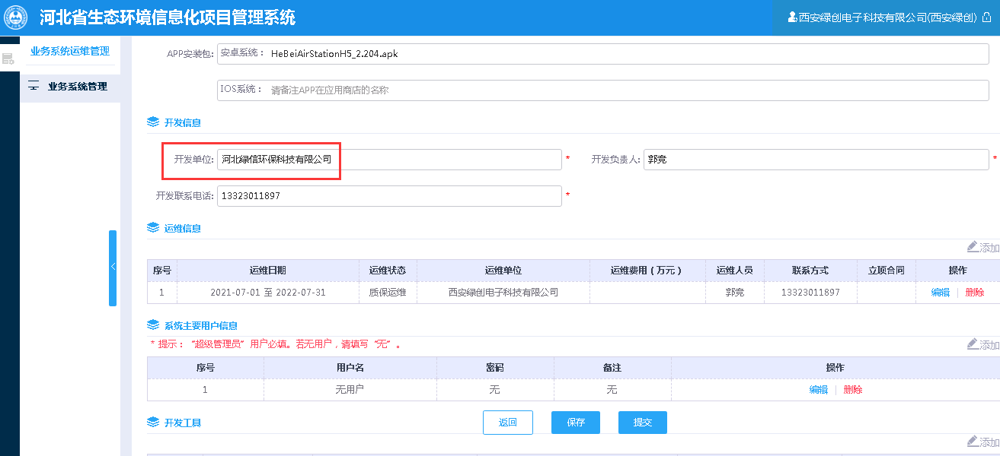 河北省生态环境信息化项目管理系统
西安绿创电子科技有限公司(西安绿创)
业务系统运维管理
业务系统管理
APP安装包: 安卓系统： HeBeiAirStationH5_2.204.apk
IOS系统： 请备注APP在应用商店的名称
开发信息
开发单位: 河北绿信环保科技有限公司 * 开发负责人: 郭亮 *
开发联系电话: 13323011897 *
运维信息
添加
序号 运维日期 运维状态 运维单位 运维费用（万元） 运维人员 联系方式 立项合同 操作
1 2021-07-01 至 2022-07-31 质保运维 西安绿创电子科技有限公司 郭亮 13323011897 编辑 删除
系统主要用户信息
* 提示： “超级管理员” 用户必填。若无用户，请填写 “无” 。
添加
序号 用户名 密码 备注 操作
1 无用户 无 无 编辑 删除
开发工具
返回 保存 提交
添加